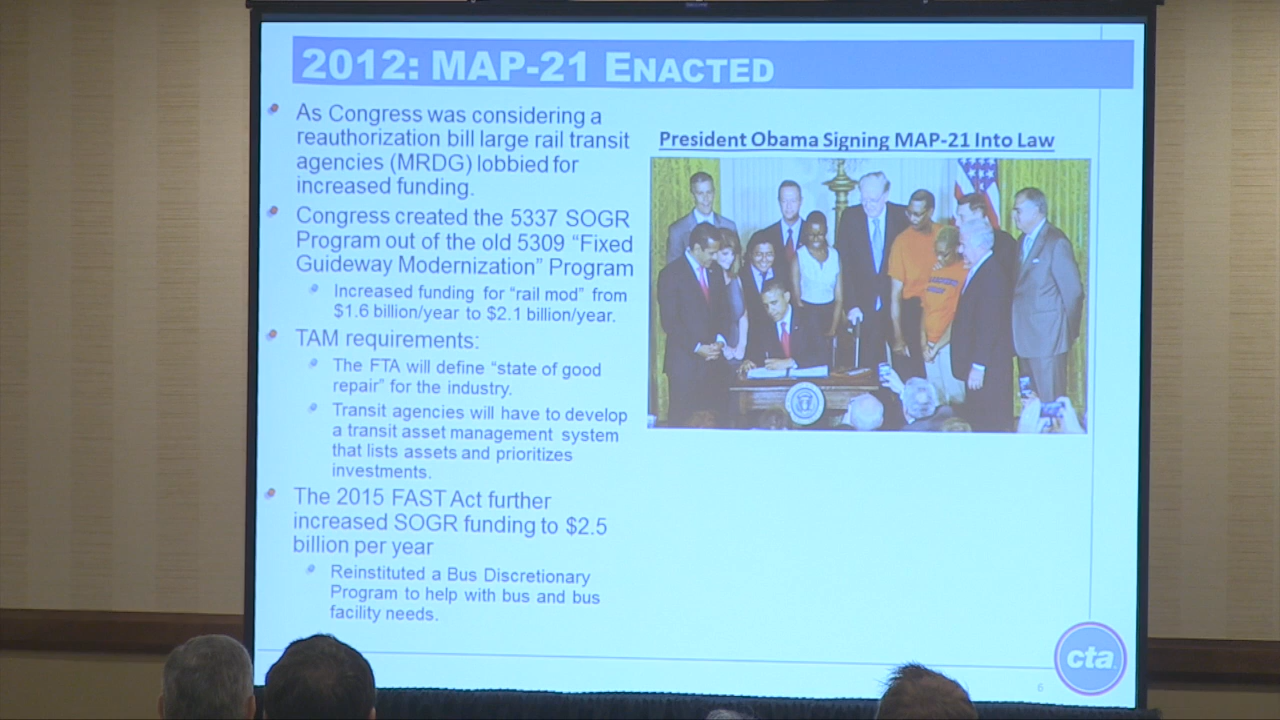 2012: MAP-21 ENACTED
As Congress was considering a
reauthorization bill large rail transit
agencies (MRDG) lobbied for
increased funding.
Congress created the 5337 SOGR
Program out of the old 5309 "Fixed
Guideway Modernization" Program
Increased funding for "rail mod" from
$1.6 billion/year to $2.1 billion/year.
TAM requirements:
The FTA will define "state of good
repair" for the industry.
Transit agencies will have to develop
a transit asset management system
that lists assets and prioritizes
investments.
The 2015 FAST Act further
increased SOGR funding to $2.5
billion per year
Reinstituted a Bus Discretionary
Program to help with bus and bus
facility needs.
President Obama Signing MAP-21 Into Law
cta
6